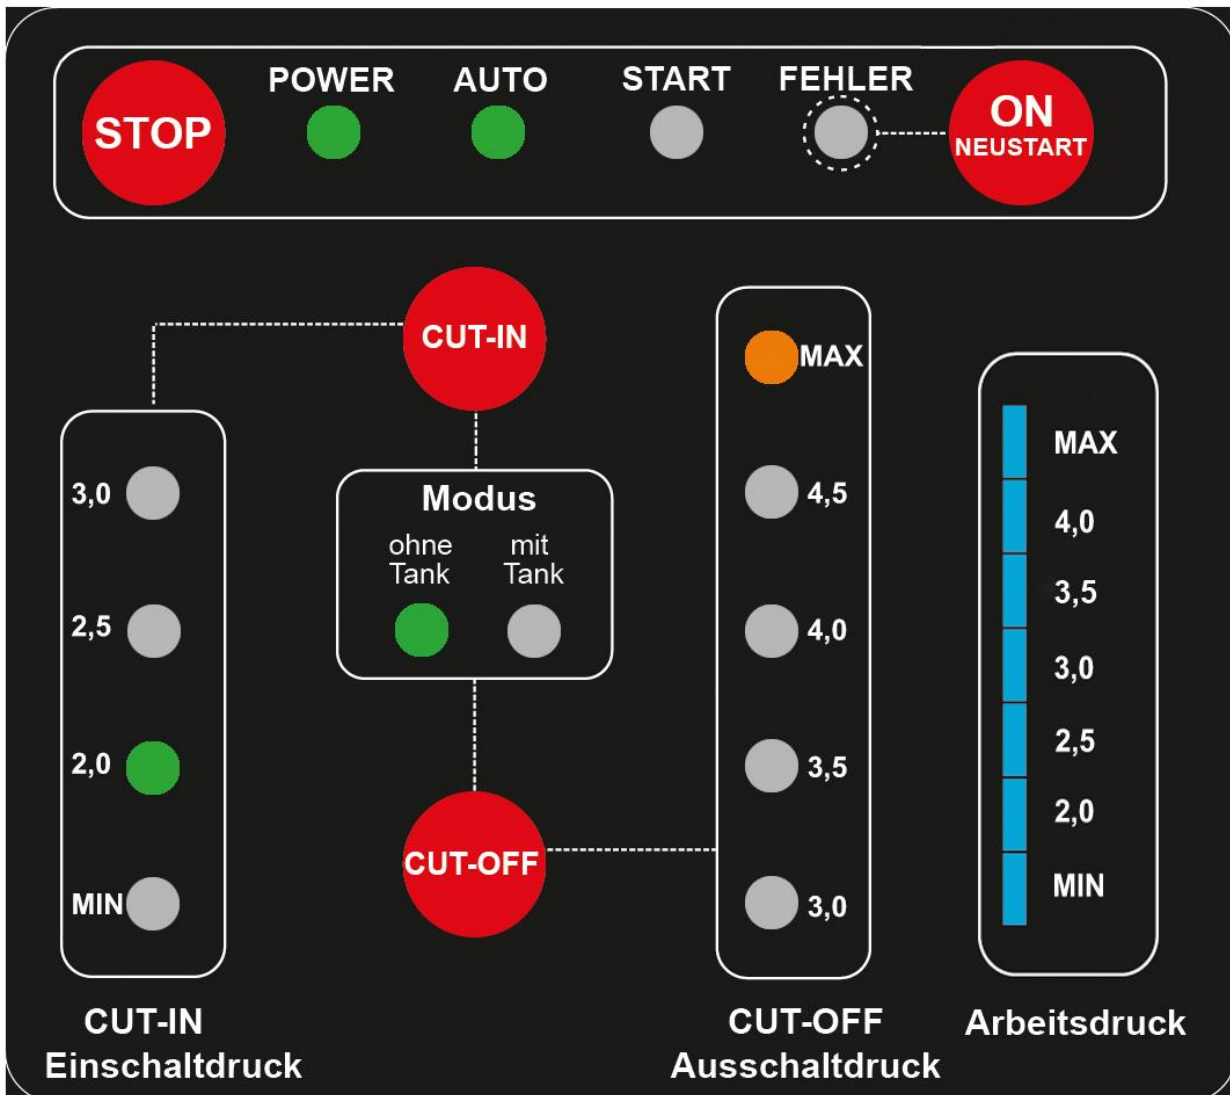 POWER
AUTO
START
FEHLER
STOP
ON
NEUSTART
CUT-IN
MAX
3,0
2,5
2,0
MIN
Modus
ohne
Tank
mit
Tank
CUT-OFF
4,5
4,0
3,5
3,0
MAX
4,0
3,5
3,0
2,5
2,0
MIN
CUT-IN
Einschaltdruck
CUT-OFF
Ausschaltdruck
Arbeitsdruck